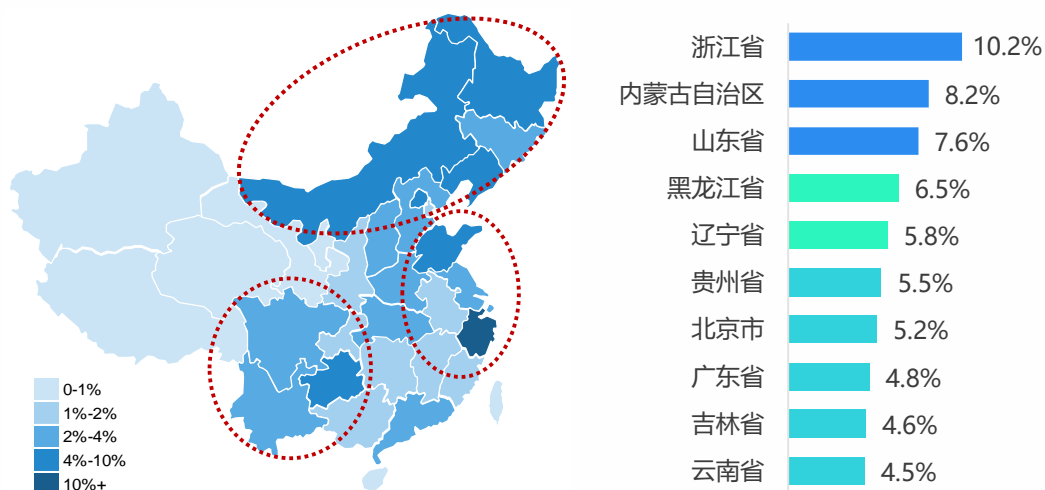 0-1%
1%-2%
2%-4%
4%-10%
10%+
浙江省 10.2%
内蒙古自治区 8.2%
山东省 7.6%
黑龙江省 6.5%
辽宁省 5.8%
贵州省 5.5%
北京市 5.2%
广东省 4.8%
吉林省 4.6%
云南省 4.5%